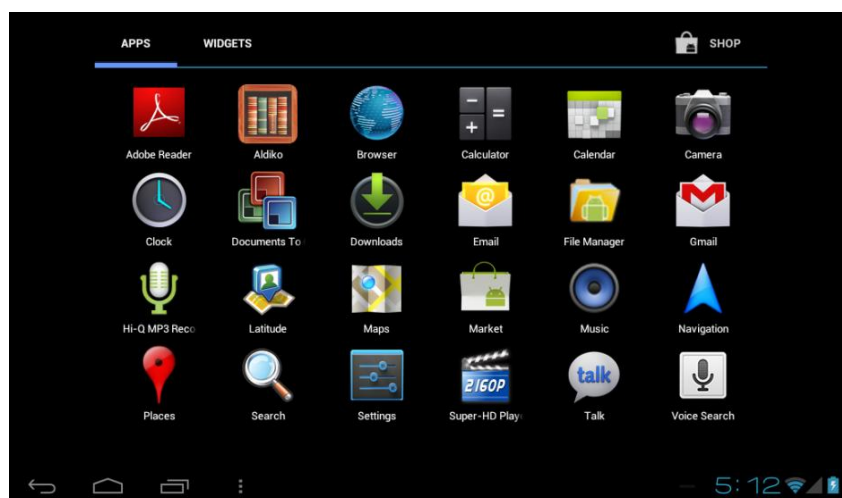 APPS WIDGETS SHOP
Adobe Reader Aldiko Browser Calculator Calendar Camera
Clock Documents To Downloads Email File Manager Gmail
Hi-Q MP3 Reco Latitude Maps Market Music Navigation
2160P talk
Places Search Settings Super-HD Play Talk Voice Search
5:12